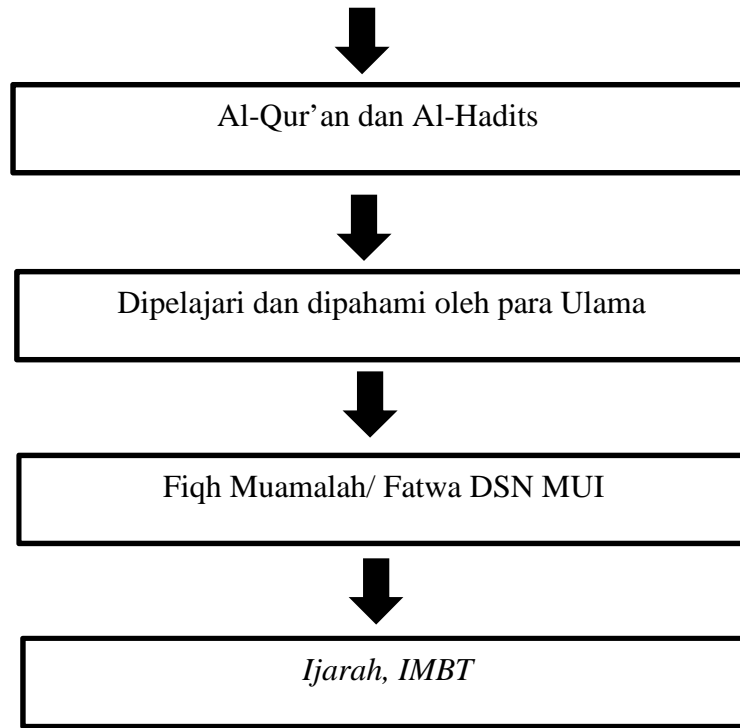 Al-Qur’an dan Al-Hadits
Dipelajari dan dipahami oleh para Ulama
Fiqh Muamalah/ Fatwa DSN MUI
Ijarah, IMBT